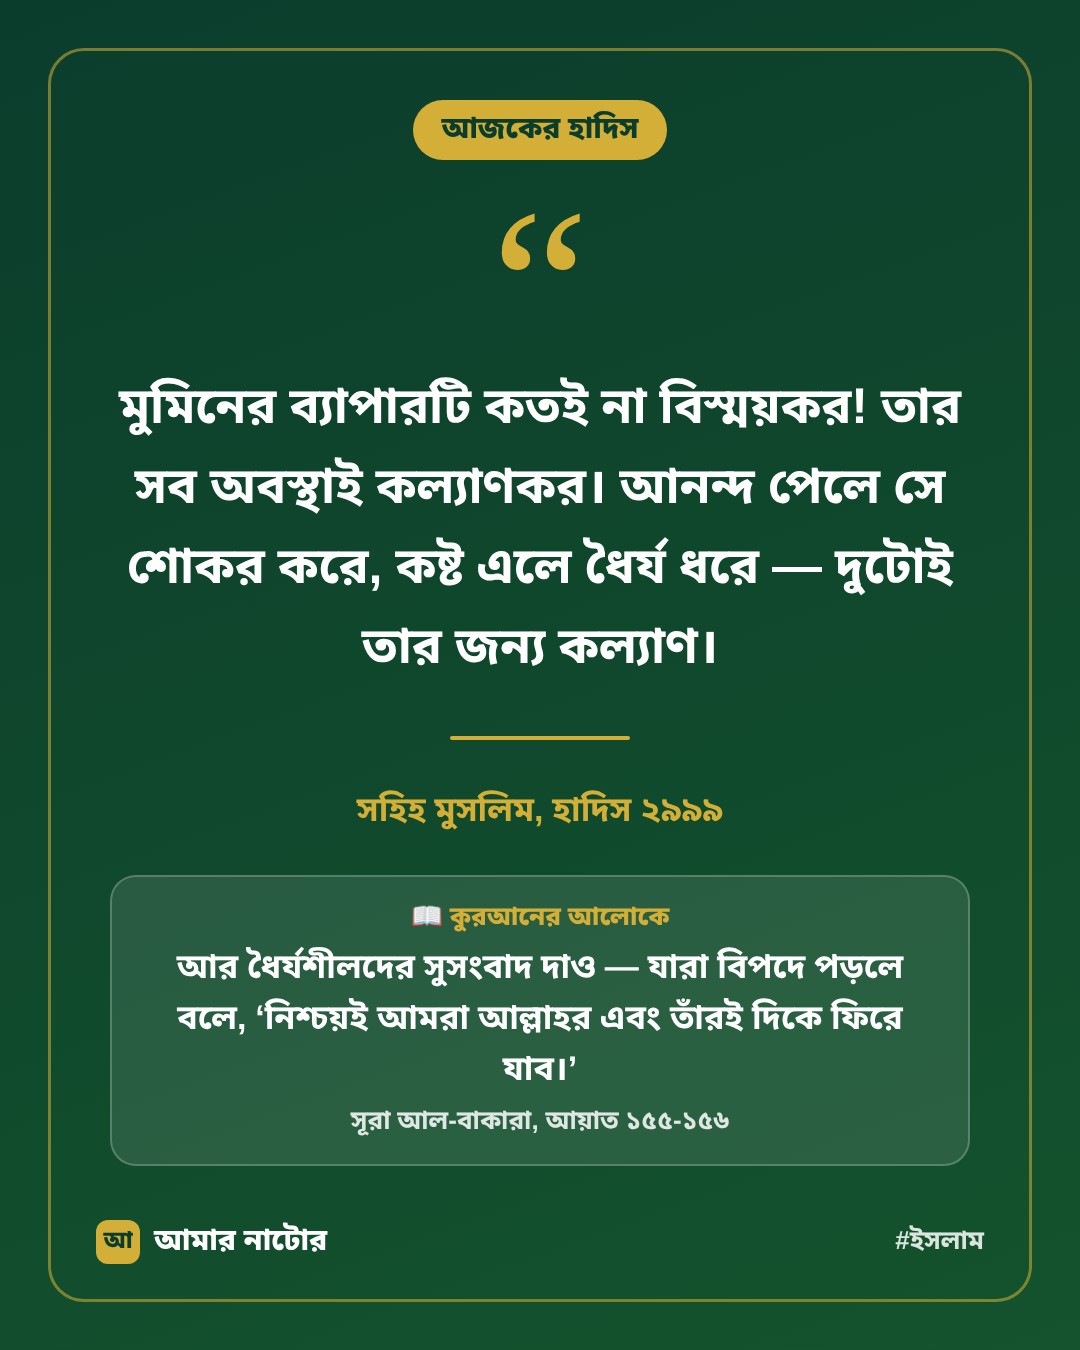 আজকের হাদিস
“
মুমিনের ব্যাপারটি কতই না বিস্ময়কর! তার
সব অবস্থাই কল্যাণকর। আনন্দ পেলে সে
শোকর করে, কষ্ট এলে ধৈর্য ধরে — দুটোই
তার জন্য কল্যাণ।
সহিহ মুসলিম, হাদিস ২৯৯৯
📖 কুরআনের আলোকে
আর ধৈর্যশীলদের সুসংবাদ দাও — যারা বিপদে পড়লে
বলে, ‘নিশ্চয়ই আমরা আল্লাহর এবং তাঁরই দিকে ফিরে
যাব।’
সূরা আল-বাকারা, আয়াত ১৫৫-১৫৬
আ আমার নাটোর
#ইসলাম